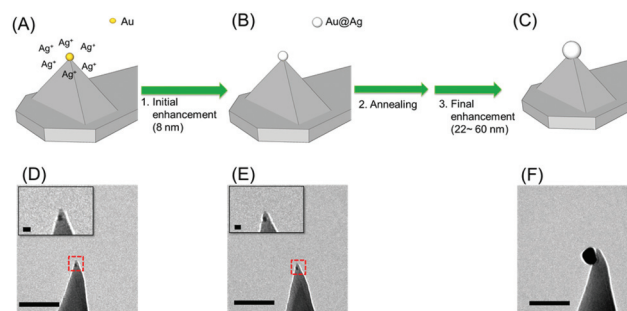 (A)
Au
Ag⁺
Ag⁺
Ag⁺
Ag⁺
Ag⁺
Ag⁺
(B)
Au@Ag
(C)
1. Initial
enhancement
(8 nm)
2. Annealing
3. Final
enhancement
(22~ 60 nm)
(D)
(E)
(F)